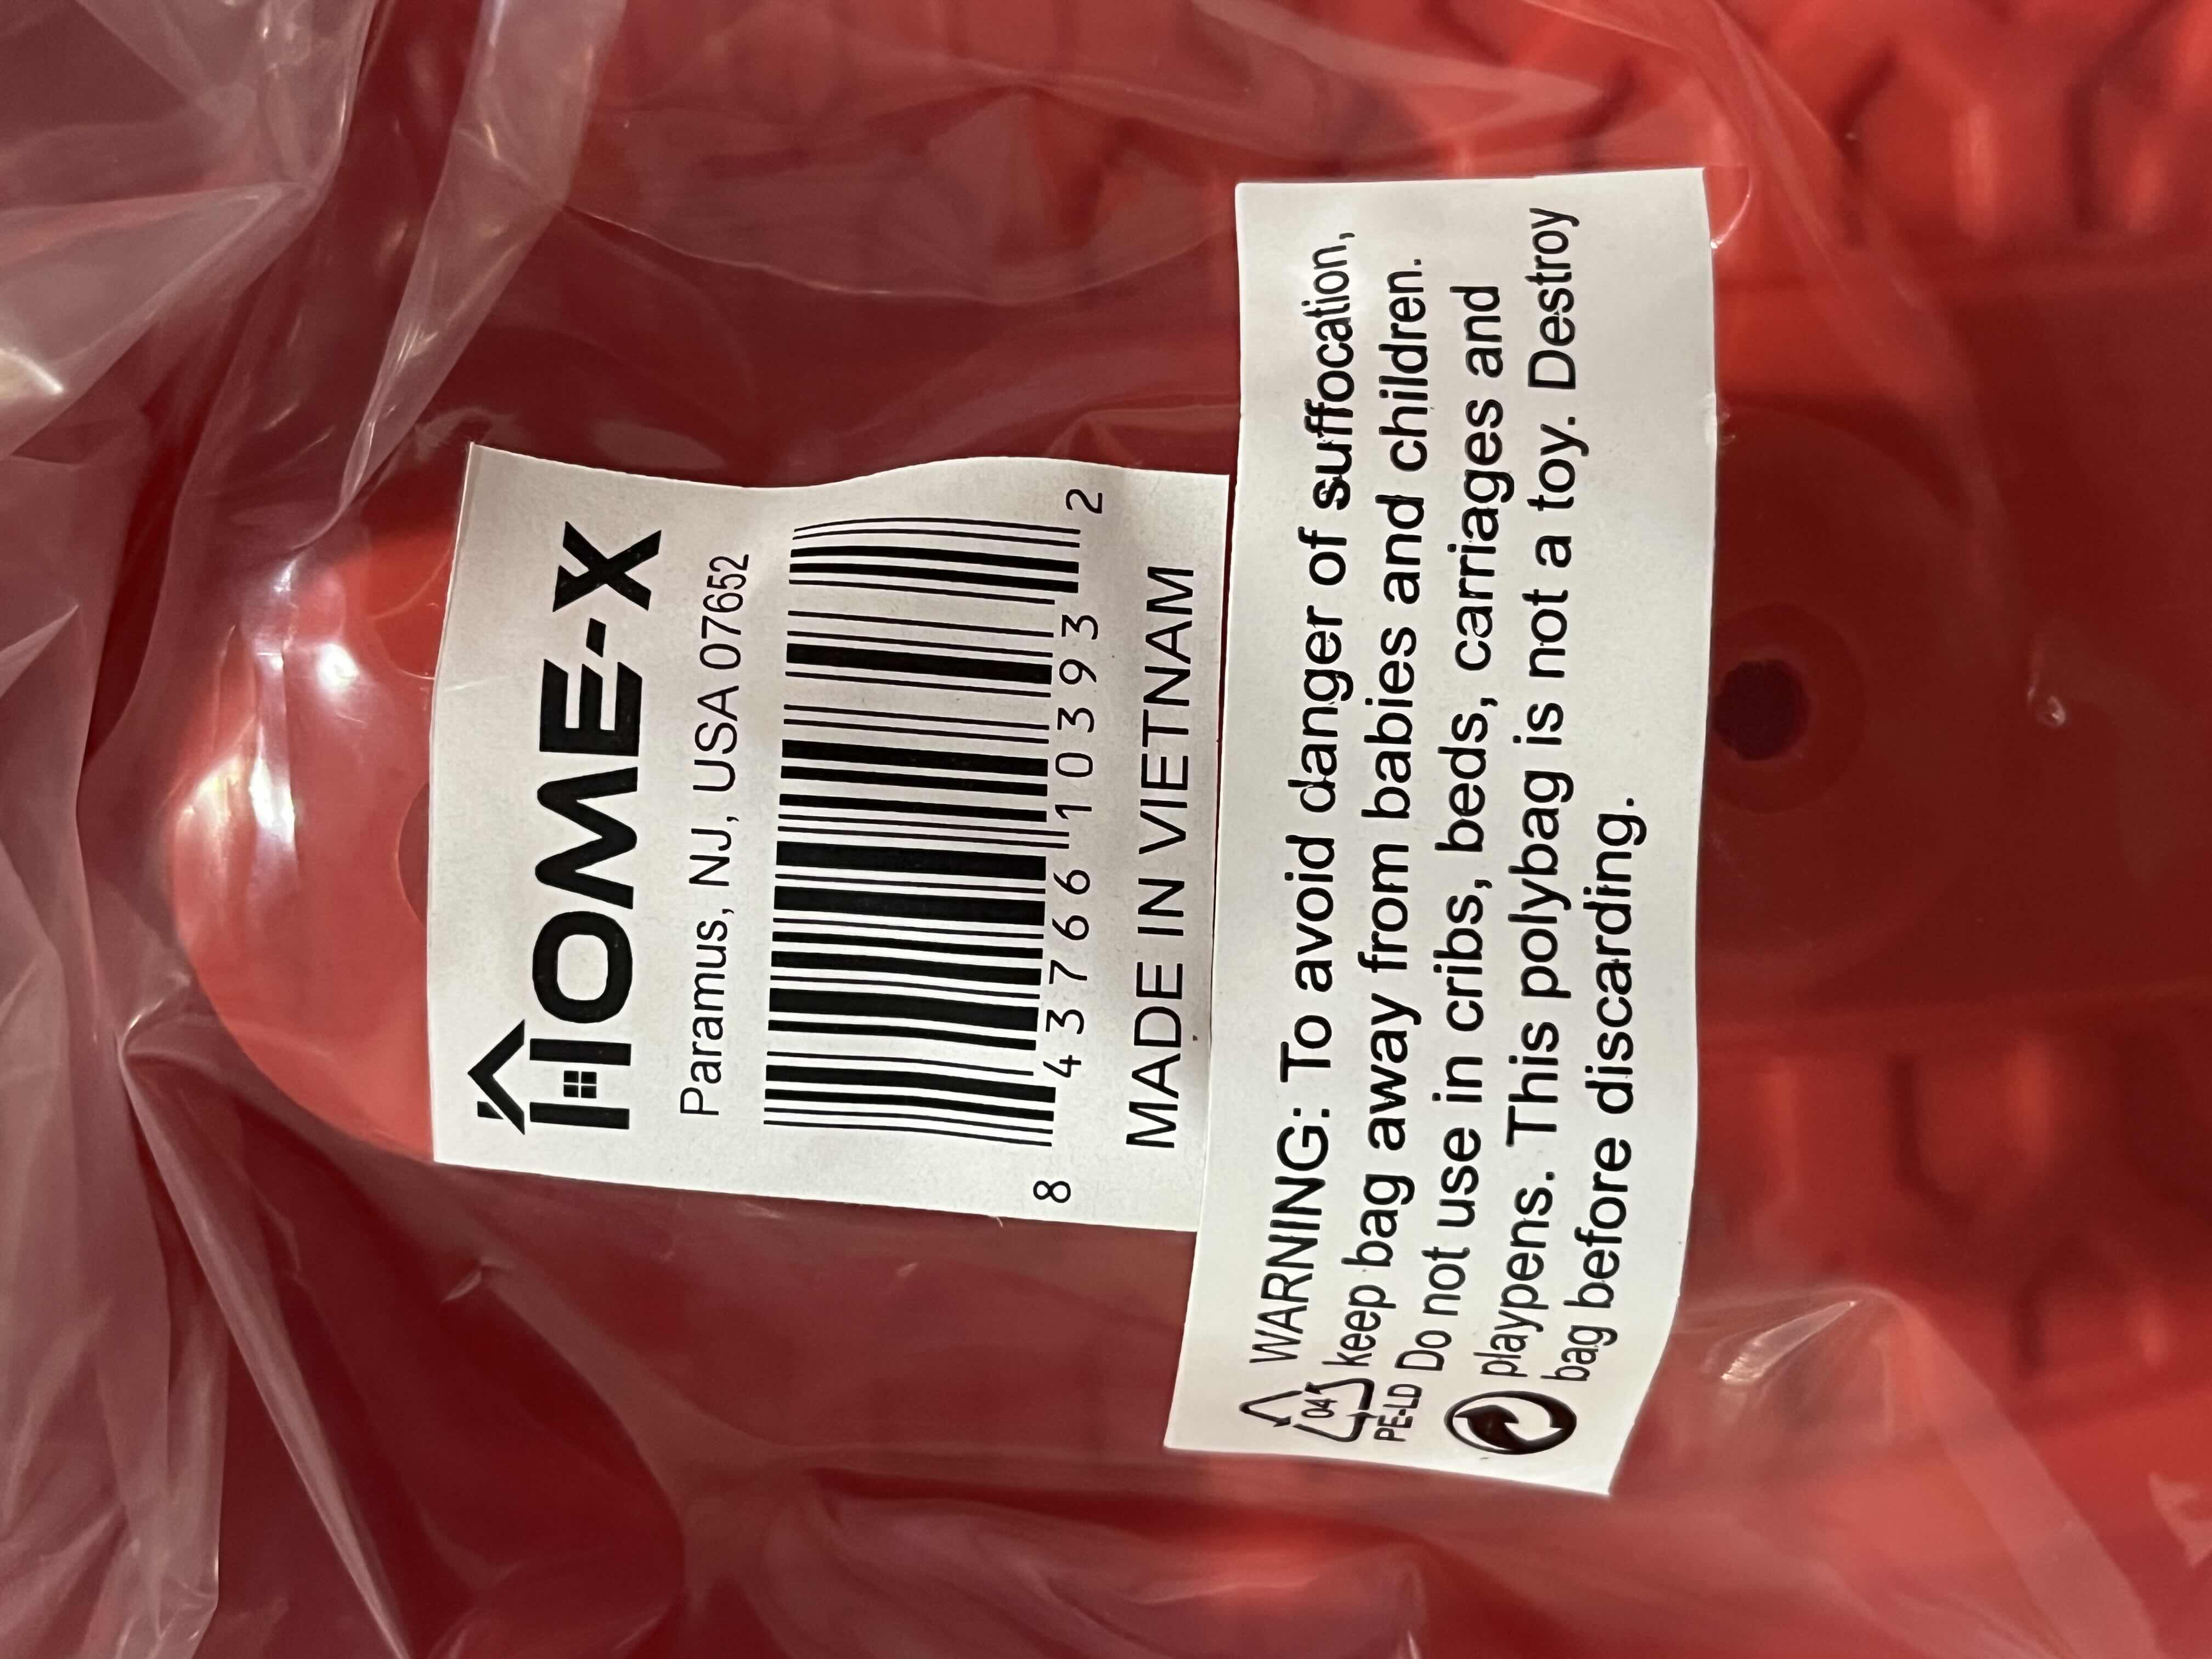 HOME-X
Paramus, NJ, USA 07652
8 43766 10393 2
MADE IN VIETNAM
WARNING: To avoid danger of suffocation,
keep bag away from babies and children.
Do not use in cribs, beds, carriages and
playpens. This polybag is not a toy. Destroy
bag before discarding.
04
PE-LD